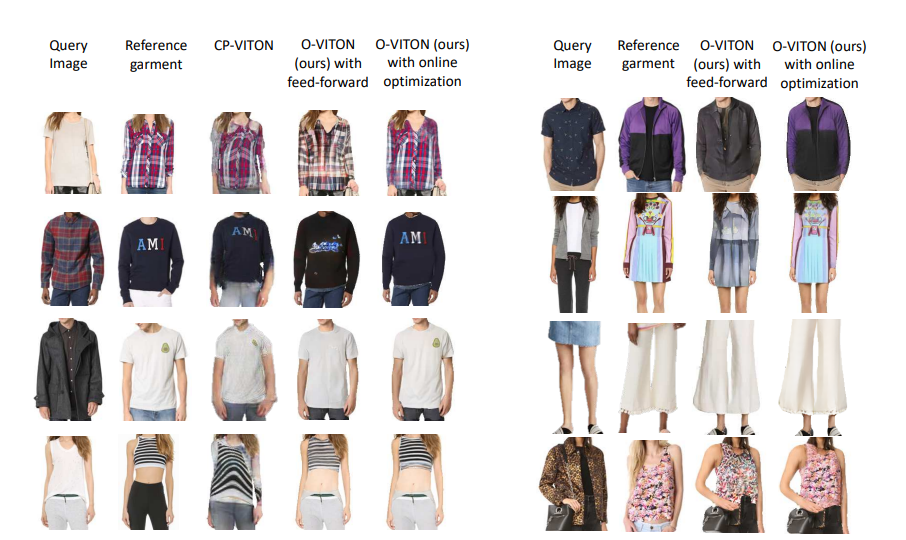 Query
Image
Reference
garment
CP-VITON
O-VITON
(ours) with
feed-forward
O-VITON (ours)
with online
optimization
Query
Image
Reference
garment
O-VITON
(ours) with
feed-forward
O-VITON (ours)
with online
optimization
AMI
AMI
AMI